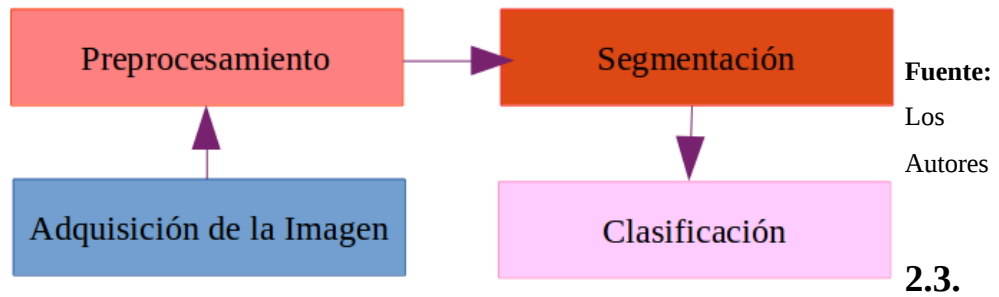 Preprocesamiento
Segmentación
Fuente:
Los
Autores
Adquisición de la Imagen
Clasificación
2.3.